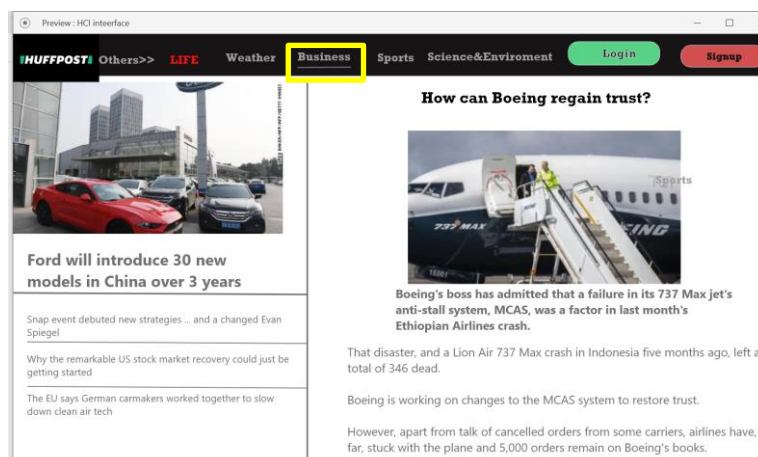 Preview : HCI inteerface
HUFFPOST
Others>>
LIFE
Weather
Business
Sports
Science&Enviroment
Login
Signup
Ford will introduce 30 new
models in China over 3 years
Snap event debuted new strategies ... and a changed Evan
Spiegel
Why the remarkable US stock market recovery could just be
getting started
The EU says German carmakers worked together to slow
down clean air tech
How can Boeing regain trust?
Sports
737 MAX
EING
Boeing's boss has admitted that a failure in its 737 Max jet's
anti-stall system, MCAS, was a factor in last month's
Ethiopian Airlines crash.
That disaster, and a Lion Air 737 Max crash in Indonesia five months ago, left a
total of 346 dead.
Boeing is working on changes to the MCAS system to restore trust.
However, apart from talk of cancelled orders from some carriers, airlines have,
far, stuck with the plane and 5,000 orders remain on Boeing's books.